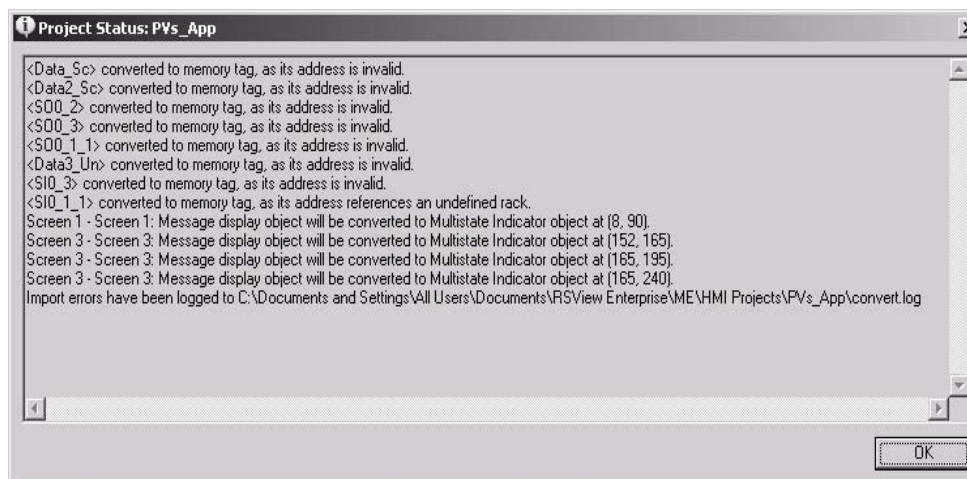 Project Status: PVs_App
<Data_Sc> converted to memory tag, as its address is invalid.
<Data2_Sc> converted to memory tag, as its address is invalid.
<SO0_2> converted to memory tag, as its address is invalid.
<SO0_3> converted to memory tag, as its address is invalid.
<SO0_1_1> converted to memory tag, as its address is invalid.
<Data3_Un> converted to memory tag, as its address is invalid.
<SI0_3> converted to memory tag, as its address is invalid.
<SI0_1_1> converted to memory tag, as its address references an undefined rack.
Screen 1 - Screen 1: Message display object will be converted to Multistate Indicator object at (8, 90).
Screen 3 - Screen 3: Message display object will be converted to Multistate Indicator object at (152, 165).
Screen 3 - Screen 3: Message display object will be converted to Multistate Indicator object at (165, 195).
Screen 3 - Screen 3: Message display object will be converted to Multistate Indicator object at (165, 240).
Import errors have been logged to C:\Documents and Settings\All Users\Documents\RSView Enterprise\ME\HMI Projects\PVs_App\convert.log
OK